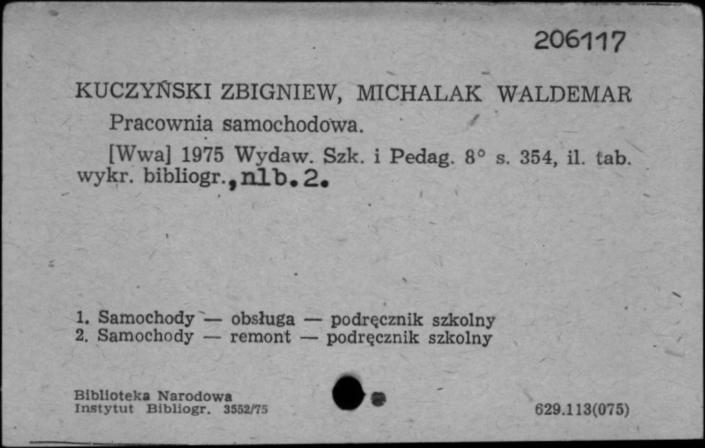 206117
KUCZYŃSKI ZBIGNIEW, MICHALAK WALDEMAR
Pracownia samochodowa.
[Wwa] 1975 Wydaw. Szk. i Pedag. 8° s. 354, il. tab.
wykr. bibliogr., nlb. 2.
1. Samochody — obsługa — podręcznik szkolny
2. Samochody — remont — podręcznik szkolny
Biblioteka Narodowa
Instytut Bibliogr. 3552/75
629.113(075)